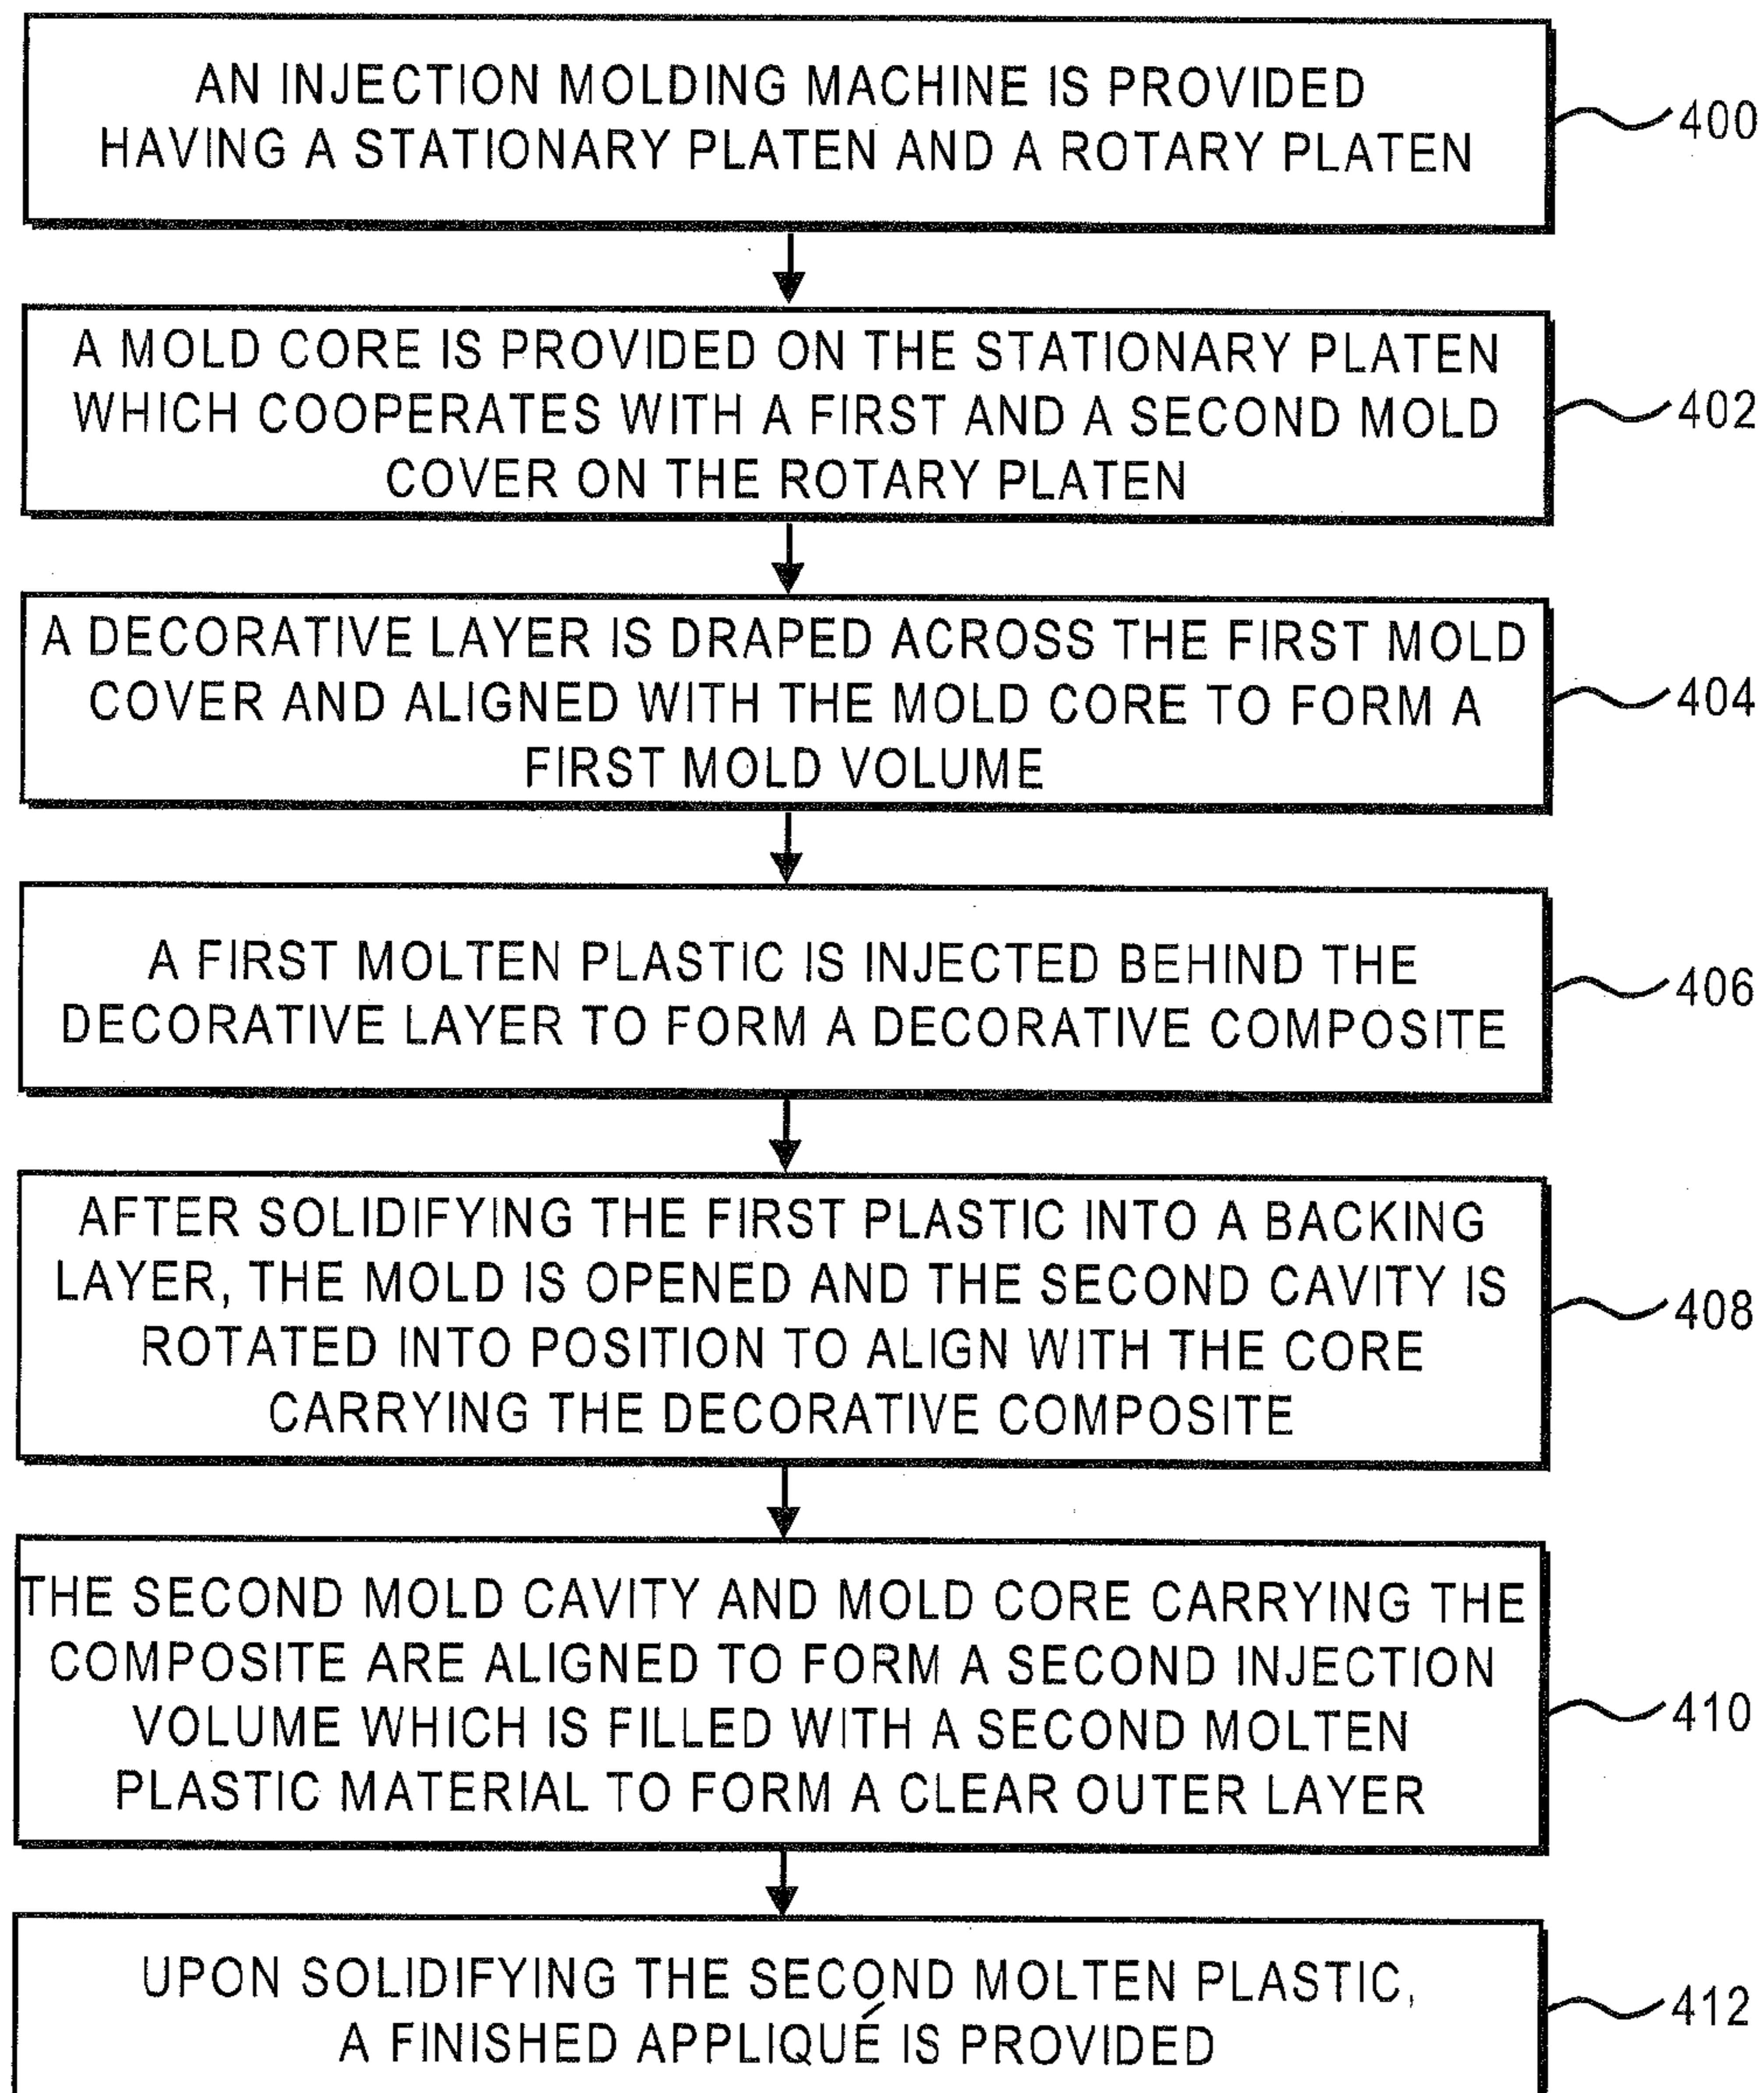 AN INJECTION MOLDING MACHINE IS PROVIDED
HAVING A STATIONARY PLATEN AND A ROTARY PLATEN
400
A MOLD CORE IS PROVIDED ON THE STATIONARY PLATEN
WHICH COOPERATES WITH A FIRST AND A SECOND MOLD
COVER ON THE ROTARY PLATEN
402
A DECORATIVE LAYER IS DRAPED ACROSS THE FIRST MOLD
COVER AND ALIGNED WITH THE MOLD CORE TO FORM A
FIRST MOLD VOLUME
404
A FIRST MOLTEN PLASTIC IS INJECTED BEHIND THE
DECORATIVE LAYER TO FORM A DECORATIVE COMPOSITE
406
AFTER SOLIDIFYING THE FIRST PLASTIC INTO A BACKING
LAYER, THE MOLD IS OPENED AND THE SECOND CAVITY IS
ROTATED INTO POSITION TO ALIGN WITH THE CORE
CARRYING THE DECORATIVE COMPOSITE
408
THE SECOND MOLD CAVITY AND MOLD CORE CARRYING THE
COMPOSITE ARE ALIGNED TO FORM A SECOND INJECTION
VOLUME WHICH IS FILLED WITH A SECOND MOLTEN
PLASTIC MATERIAL TO FORM A CLEAR OUTER LAYER
410
UPON SOLIDIFYING THE SECOND MOLTEN PLASTIC,
A FINISHED APPLIQUÉ IS PROVIDED
412